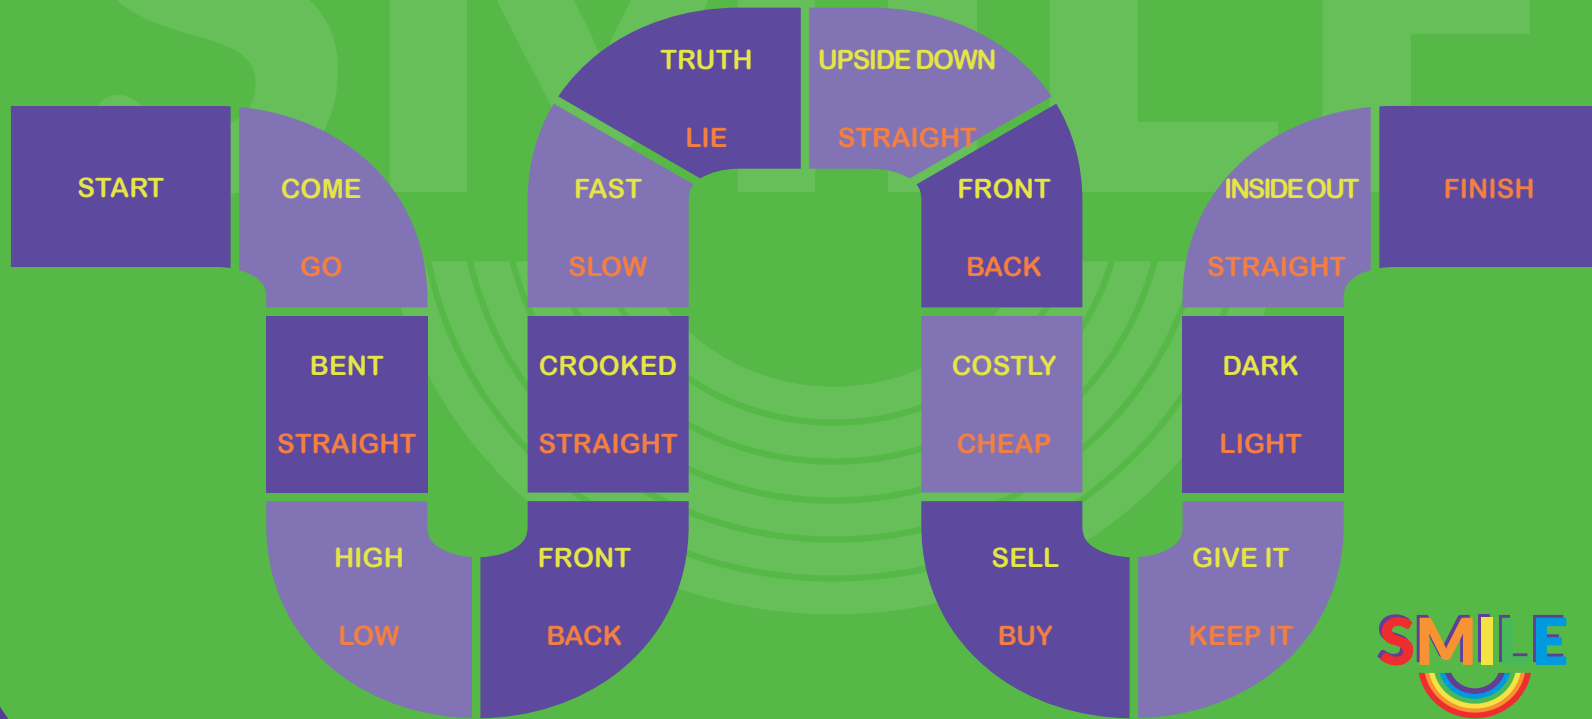 START
COME
GO
BENT
STRAIGHT
HIGH
LOW
FRONT
BACK
CROOKED
STRAIGHT
FAST
SLOW
TRUTH
LIE
UPSIDE DOWN
STRAIGHT
FRONT
BACK
COSTLY
CHEAP
SELL
BUY
GIVE IT
KEEP IT
DARK
LIGHT
INSIDE OUT
STRAIGHT
FINISH
SMILE
SMILE